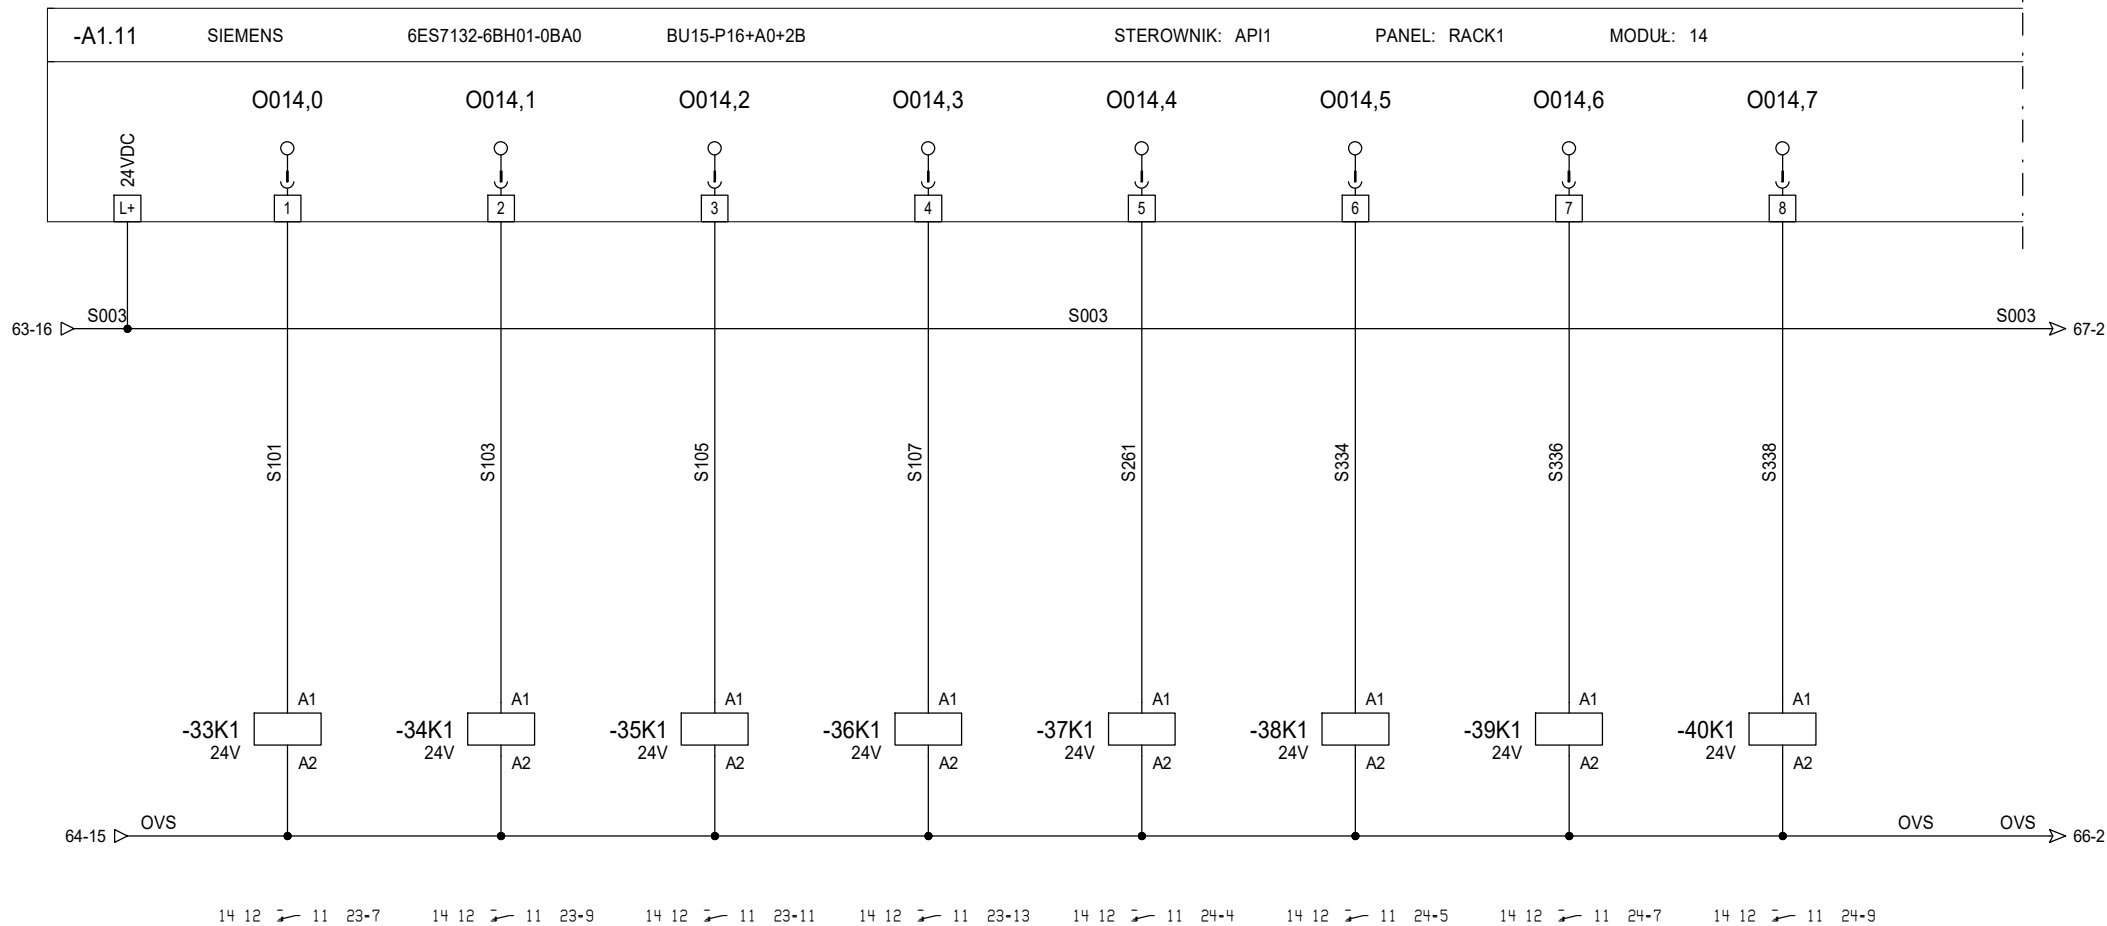 -A1.11 SIEMENS 6ES7132-6BH01-0BA0 BU15-P16+A0+2B STEROWNIK: API1 PANEL: RACK1 MODUŁ: 14
O014,0 O014,1 O014,2 O014,3 O014,4 O014,5 O014,6 O014,7
24VDC
L+ 1 2 3 4 5 6 7 8
S003 S003 S003
63-16 67-2
S101 S103 S105 S107 S261 S334 S336 S338
A1 A1 A1 A1 A1 A1 A1 A1
-33K1 -34K1 -35K1 -36K1 -37K1 -38K1 -39K1 -40K1
24V 24V 24V 24V 24V 24V 24V 24V
A2 A2 A2 A2 A2 A2 A2 A2
OVS OVS OVS
64-15 66-2
14 12 11 23-7 14 12 11 23-9 14 12 11 23-11 14 12 11 23-13 14 12 11 24-4 14 12 11 24-5 14 12 11 24-7 14 12 11 24-9